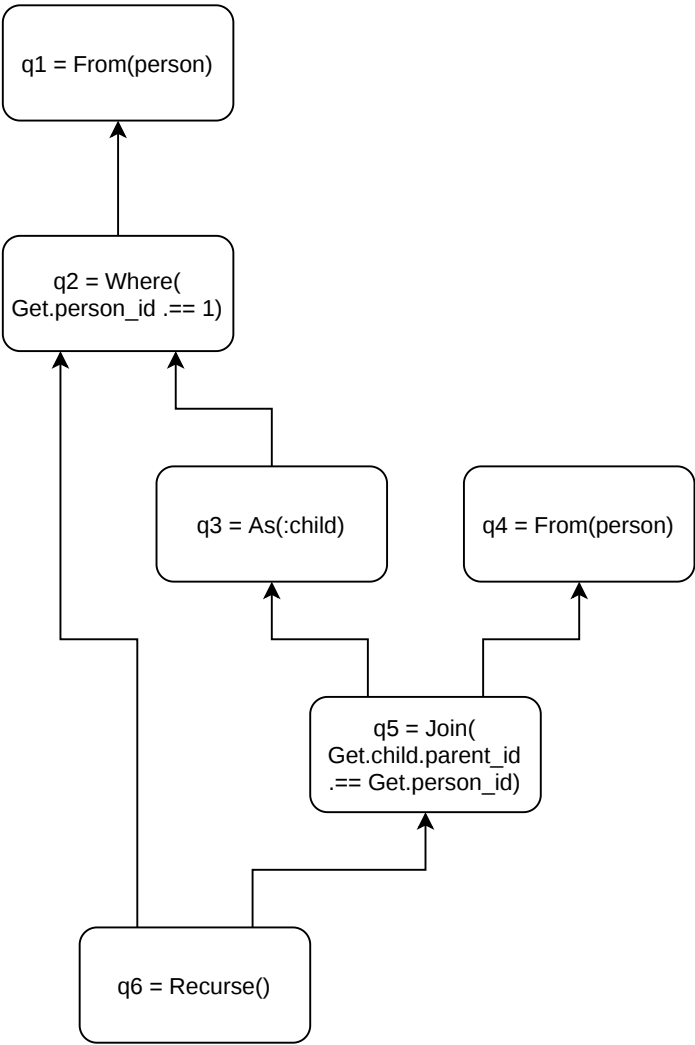 q1 = From(person)
q2 = Where(
Get.person_id .== 1)
q3 = As(:child)
q4 = From(person)
q5 = Join(
Get.child.parent_id
.== Get.person_id)
q6 = Recurse()